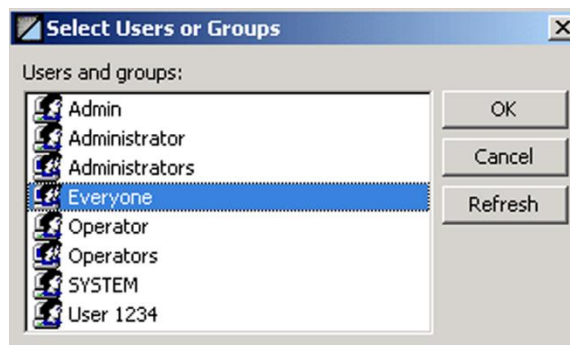 Select Users or Groups
Users and groups:
Admin
Administrator
Administrators
Everyone
Operator
Operators
SYSTEM
User 1234
OK
Cancel
Refresh